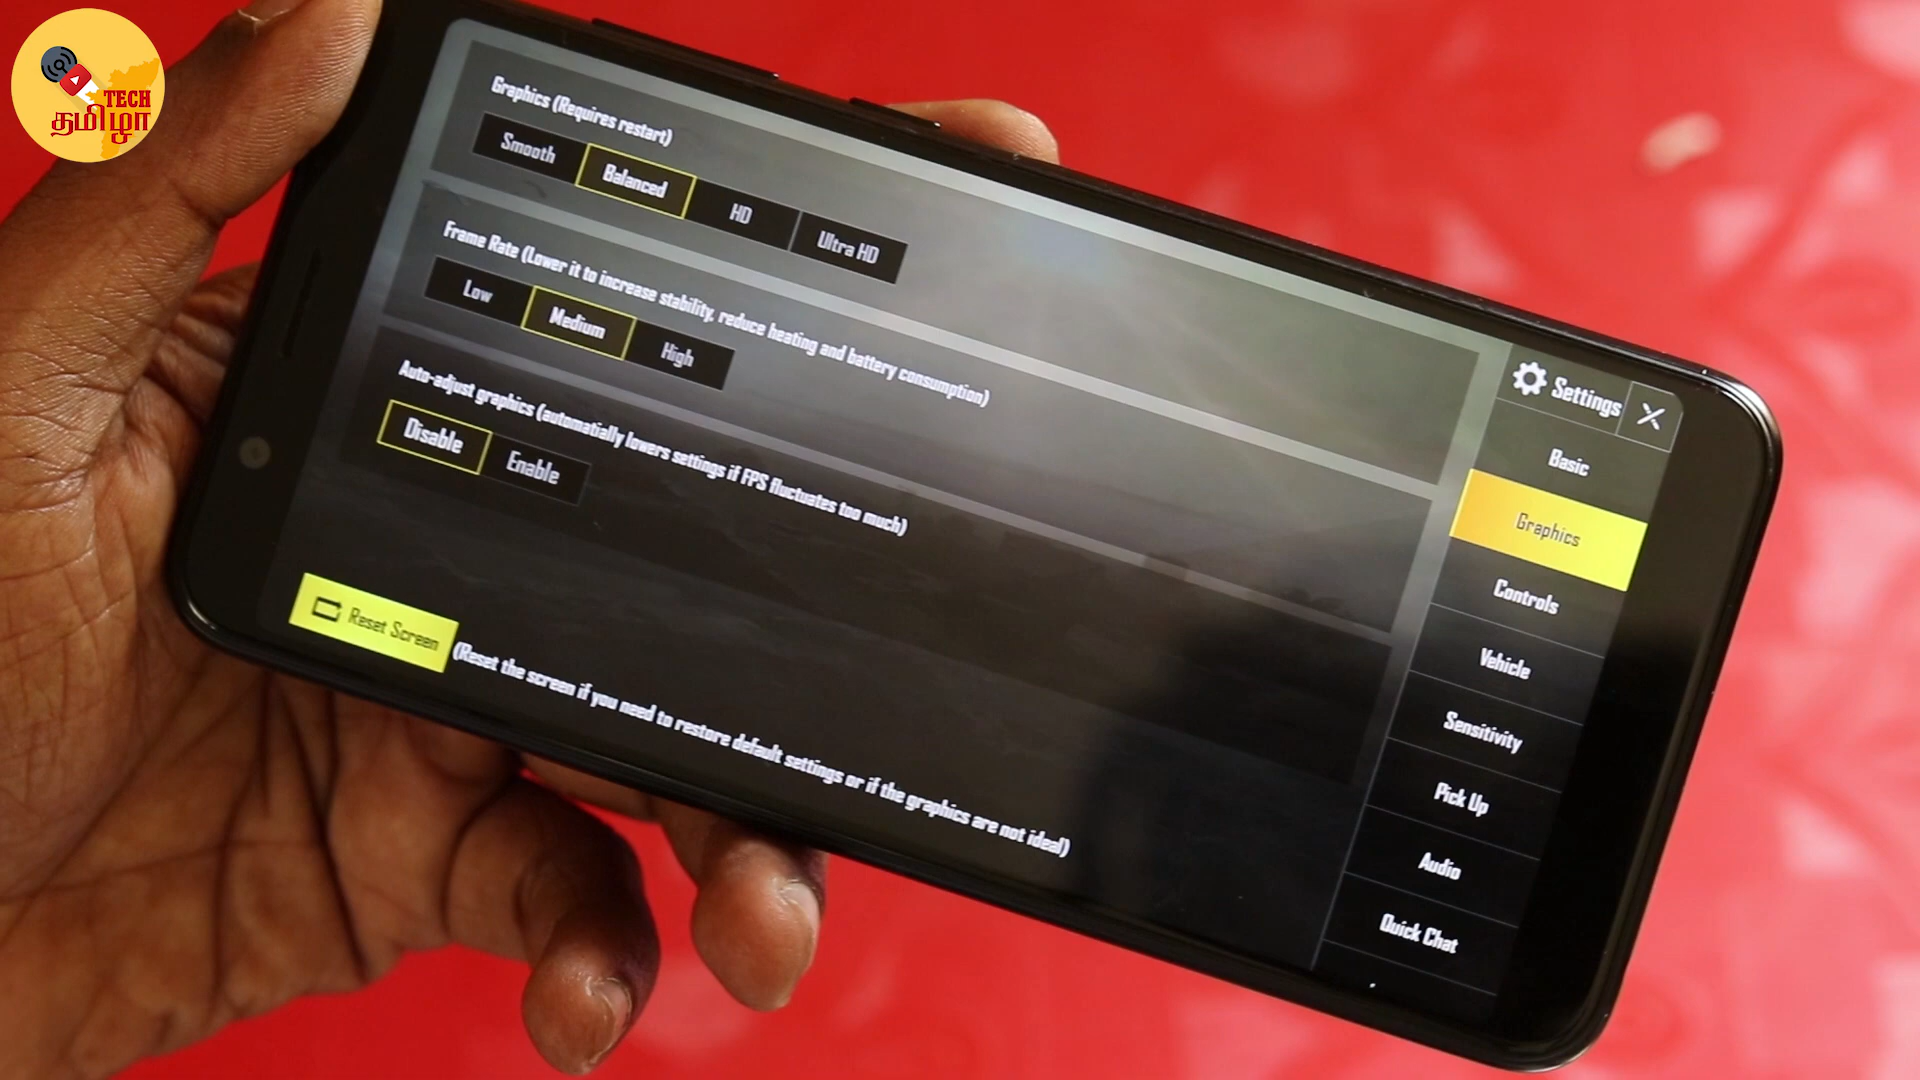 TECH
தமிழா
Graphics (Requires restart)
Smooth Balanced HD Ultra HD
Frame Rate (Lower it to increase stability, reduce heating and battery consumption)
Low Medium High
Auto-adjust graphics (automatially lowers settings if FPS fluctuates too much)
Disable Enable
Reset Screen (Reset the screen if you need to restore default settings or if the graphics are not ideal)
Settings
Basic
Graphics
Controls
Vehicle
Sensitivity
Pick Up
Audio
Quick Chat